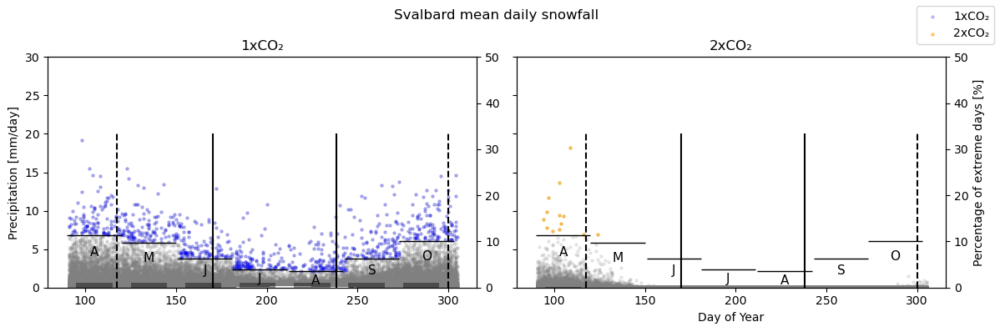 Svalbard mean daily snowfall
1xCO₂
2xCO₂
1xCO₂
2xCO₂
Precipitation [mm/day]
30
25
20
15
10
5
0
50
40
30
20
10
0
A
M
J
J
A
S
O
100
150
200
250
300
A
M
J
J
A
S
O
50
40
30
20
10
0
Percentage of extreme days [%]
100
150
200
250
300
Day of Year